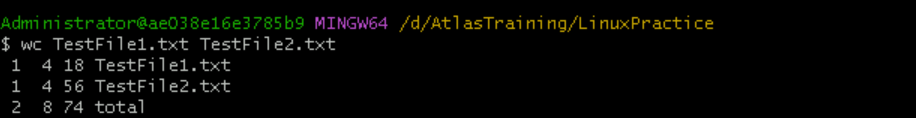 Administrator@ae038e16e3785b9 MINGW64 /d/AtlasTraining/LinuxPractice
$ wc TestFile1.txt TestFile2.txt
 1  4 18 TestFile1.txt
 1  4 56 TestFile2.txt
 2  8 74 total